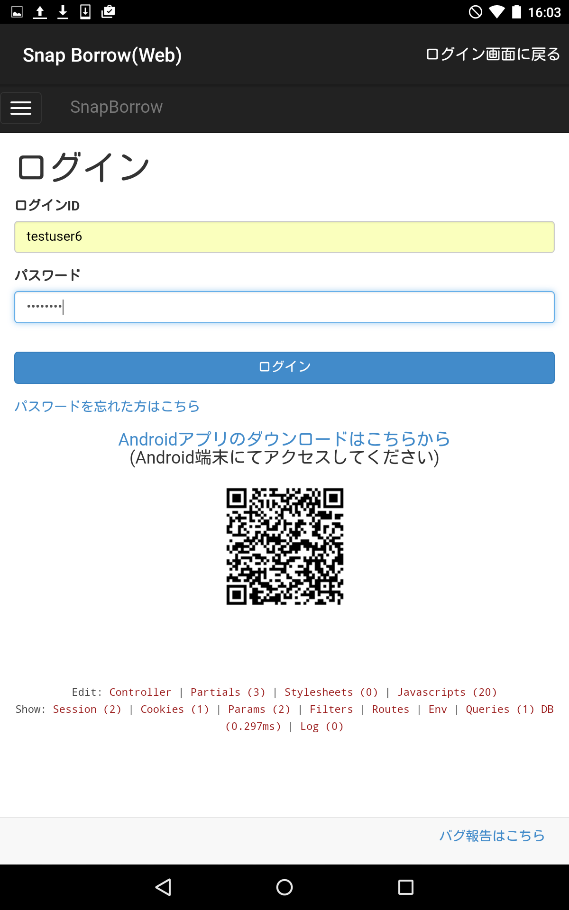 16:03
Snap Borrow(Web)
ログイン画面に戻る
SnapBorrow
ログイン
ログインID
testuser6
パスワード
••••••••
ログイン
パスワードを忘れた方はこちら
Androidアプリのダウンロードはこちらから
(Android端末にてアクセスしてください)
Edit: Controller | Partials (3) | Stylesheets (0) | Javascripts (20)
Show: Session (2) | Cookies (1) | Params (2) | Filters | Routes | Env | Queries (1) DB
(0.297ms) | Log (0)
バグ報告はこちら